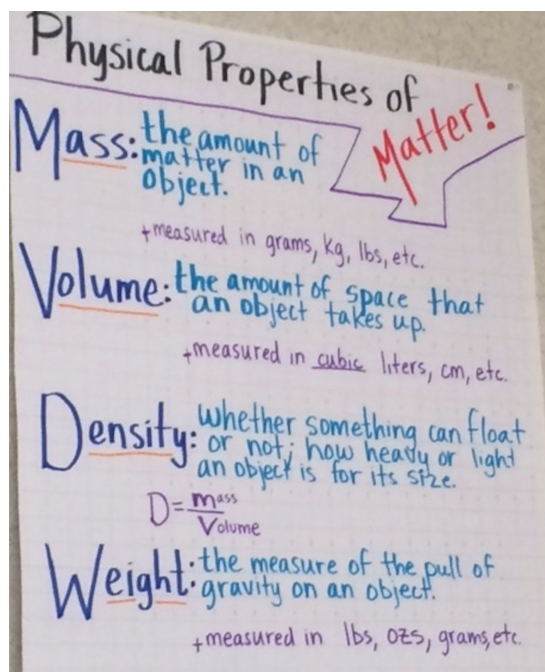 Physical Properties of
Matter!
Mass: the amount of
matter in an
object.
+measured in grams, kg, lbs, etc.
Volume: the amount of space that
an object takes up.
+measured in cubic liters, cm, etc.
Density: whether something can float
or not; how heady or light
an object is for its size.
D = mass
Volume
Weight: the measure of the pull of
gravity on an object.
+measured in lbs, ozs, grams, etc.